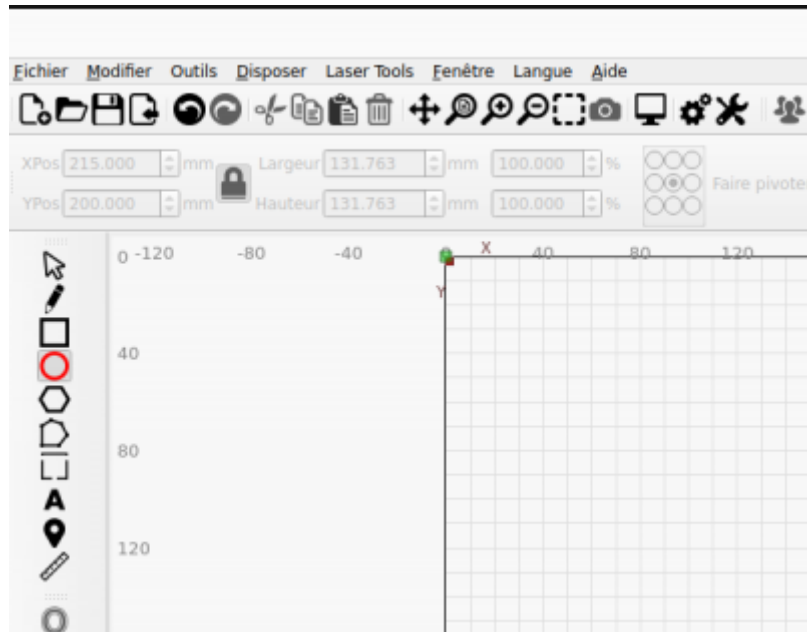 Fichier Modifier Outils Disposer Laser Tools Fenêtre Langue Aide
XPos 215.000 mm Largeur 131.763 mm 100.000 %
YPos 200.000 mm Hauteur 131.763 mm 100.000 %
Faire pivoter
0 -120 -80 -40 0 X 40 80 120
Y
40
80
120